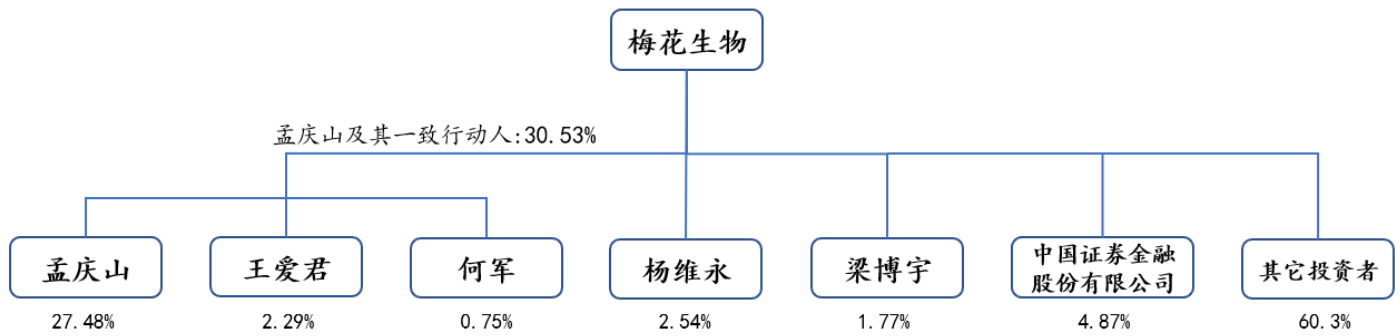 梅花生物
孟庆山及其一致行动人:30.53%
孟庆山
王爱君
何军
杨维永
梁博宇
中国证券金融
股份有限公司
其它投资者
27.48%
2.29%
0.75%
2.54%
1.77%
4.87%
60.3%